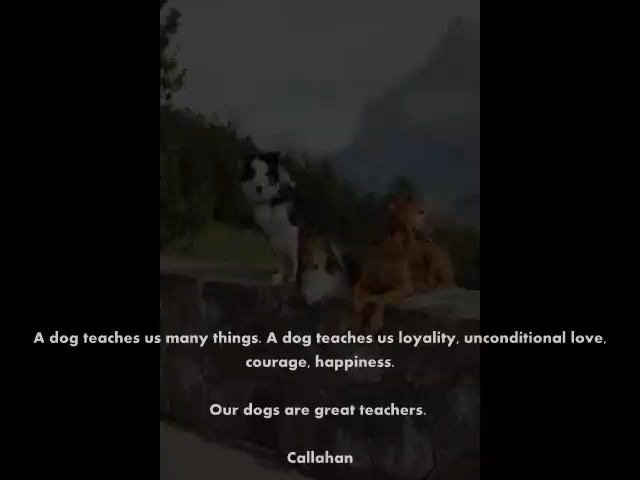 A dog teaches us many things. A dog teaches us loyality, unconditional love,
courage, happiness.
Our dogs are great teachers.
Callahan